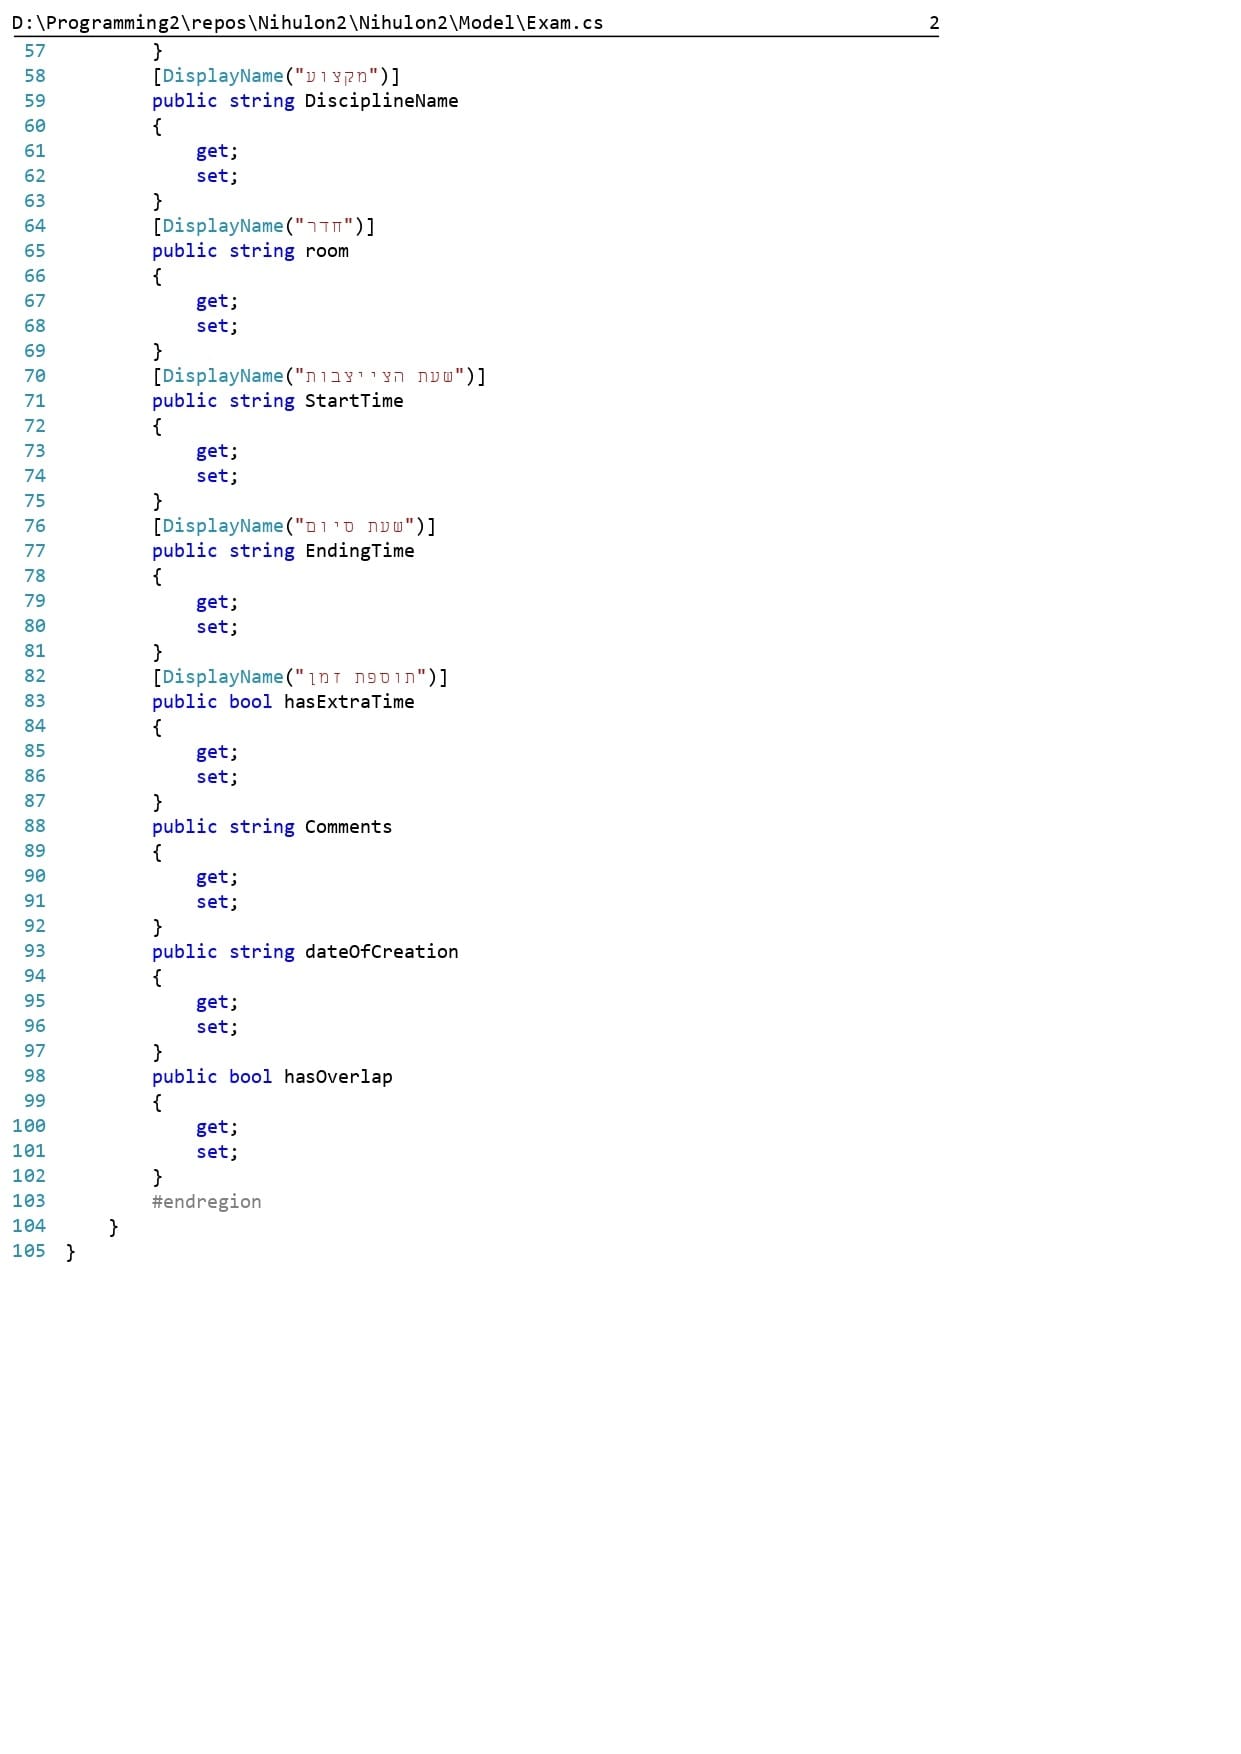 D:\Programming2\repos\Nihulon2\Nihulon2\Model\Exam.cs 2
57 }
58 [DisplayName("מקצוע")]
59 public string DisciplineName
60 {
61 get;
62 set;
63 }
64 [DisplayName("חדר")]
65 public string room
66 {
67 get;
68 set;
69 }
70 [DisplayName("שעת הצייצבות")]
71 public string StartTime
72 {
73 get;
74 set;
75 }
76 [DisplayName("שעת סיום")]
77 public string EndingTime
78 {
79 get;
80 set;
81 }
82 [DisplayName("תוספת זמן")]
83 public bool hasExtraTime
84 {
85 get;
86 set;
87 }
88 public string Comments
89 {
90 get;
91 set;
92 }
93 public string dateOfCreation
94 {
95 get;
96 set;
97 }
98 public bool hasOverlap
99 {
100 get;
101 set;
102 }
103 #endregion
104 }
105 }